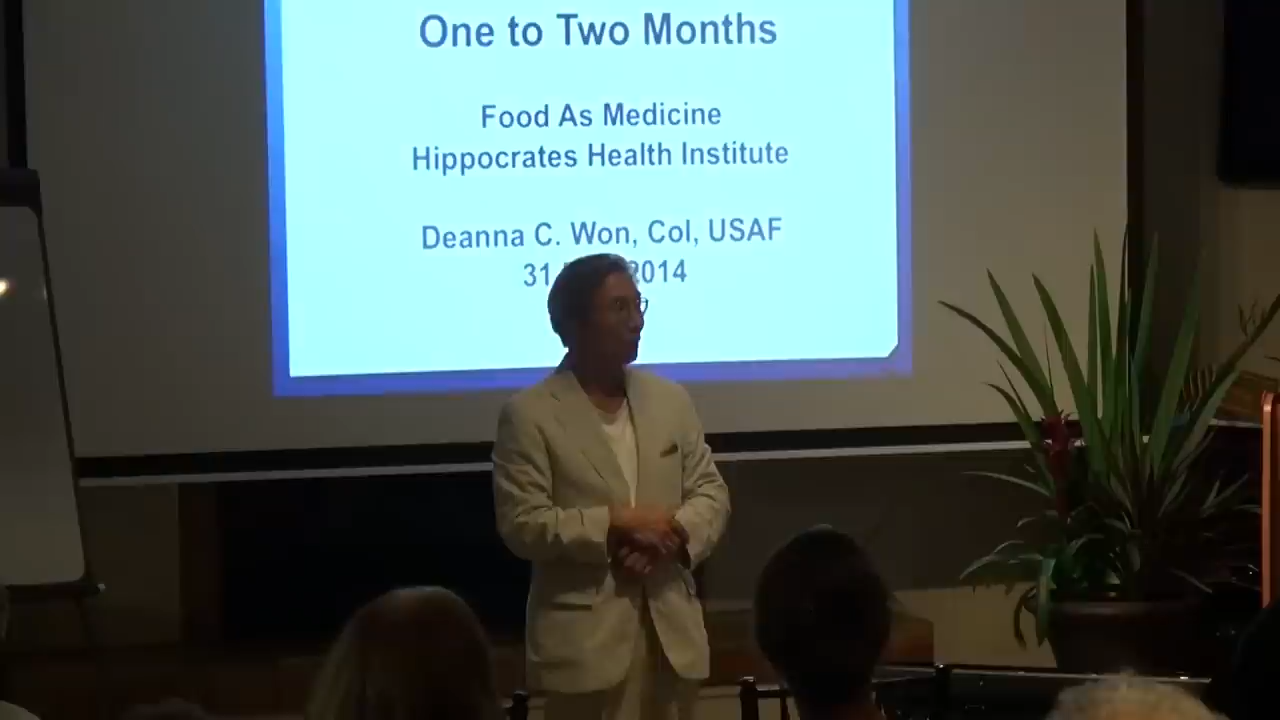 One to Two Months
Food As Medicine
Hippocrates Health Institute
Deanna C. Won, Col, USAF
31 2014